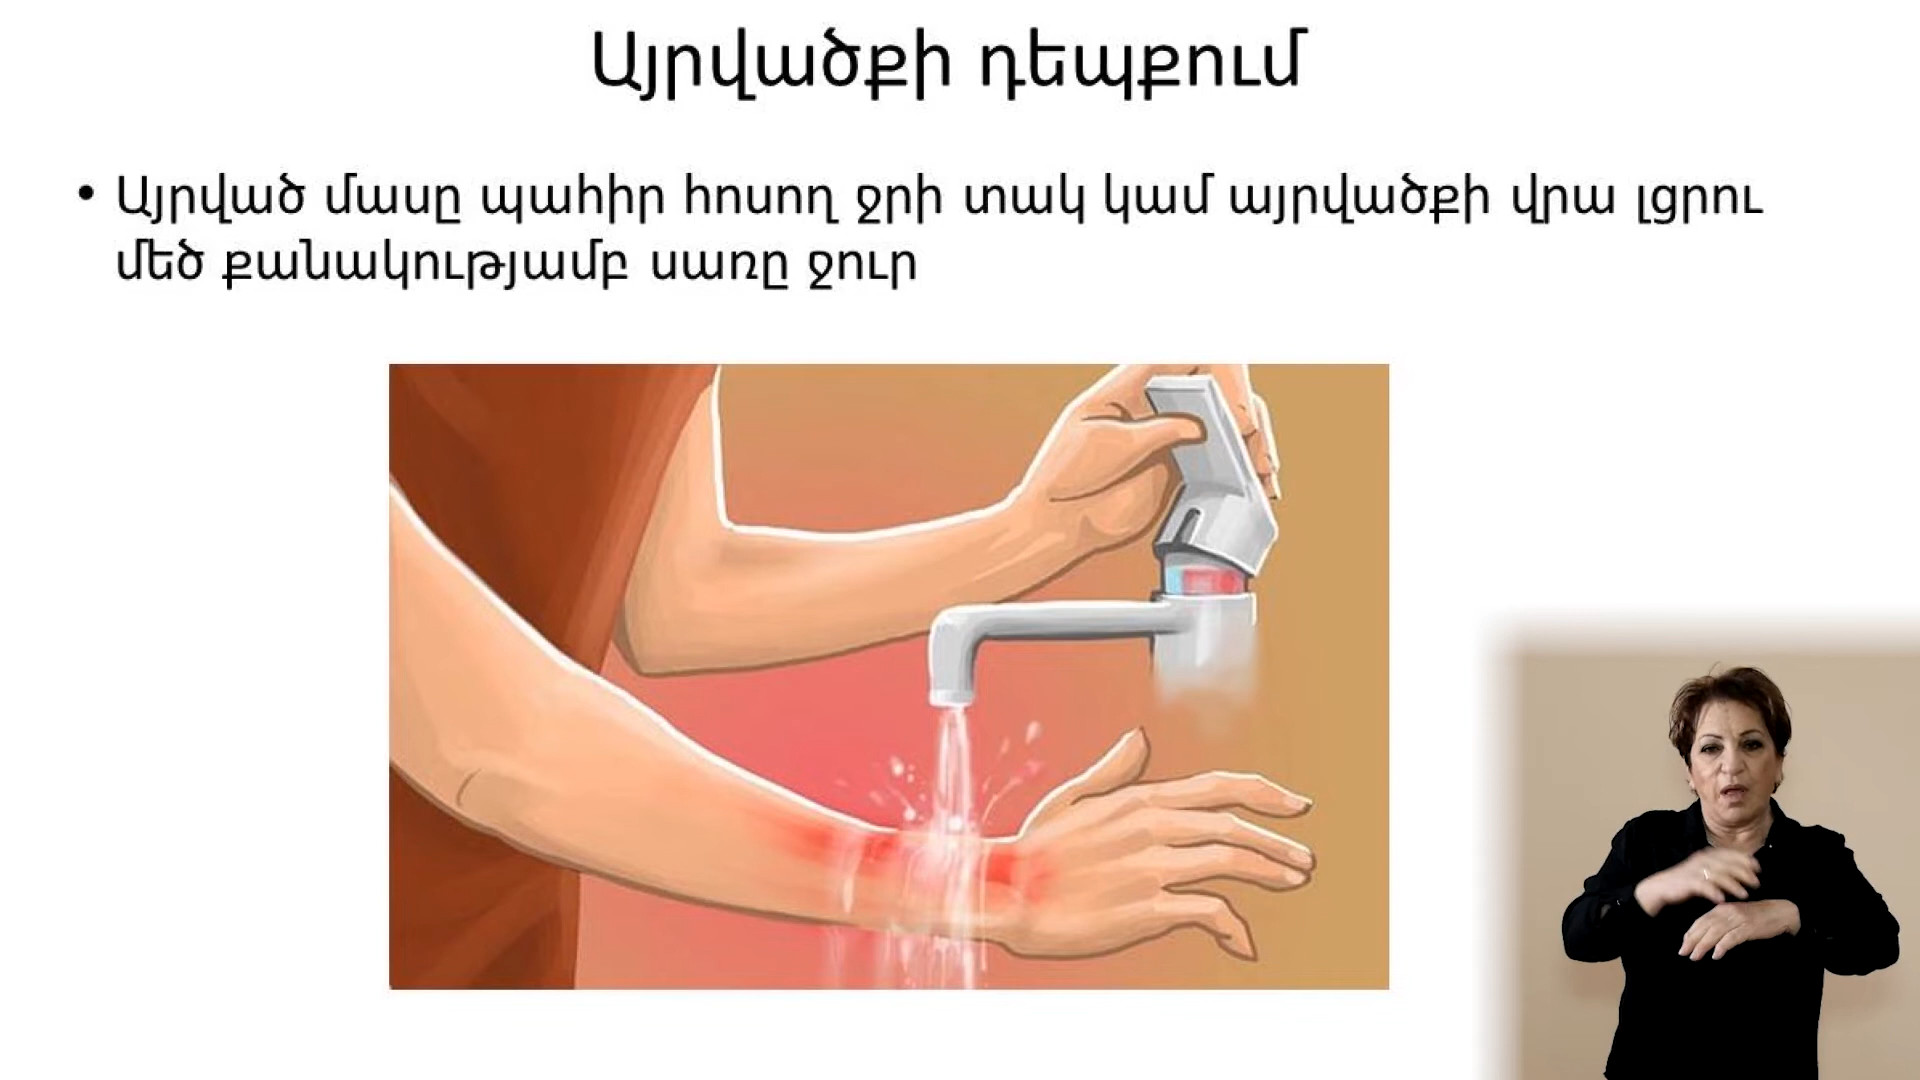 Այրվածքի դեպքում
• Այրված մասը պահիր հոսող ջրի տակ կամ այրվածքի վրա լցրու
մեծ քանակությամբ սառը ջուր